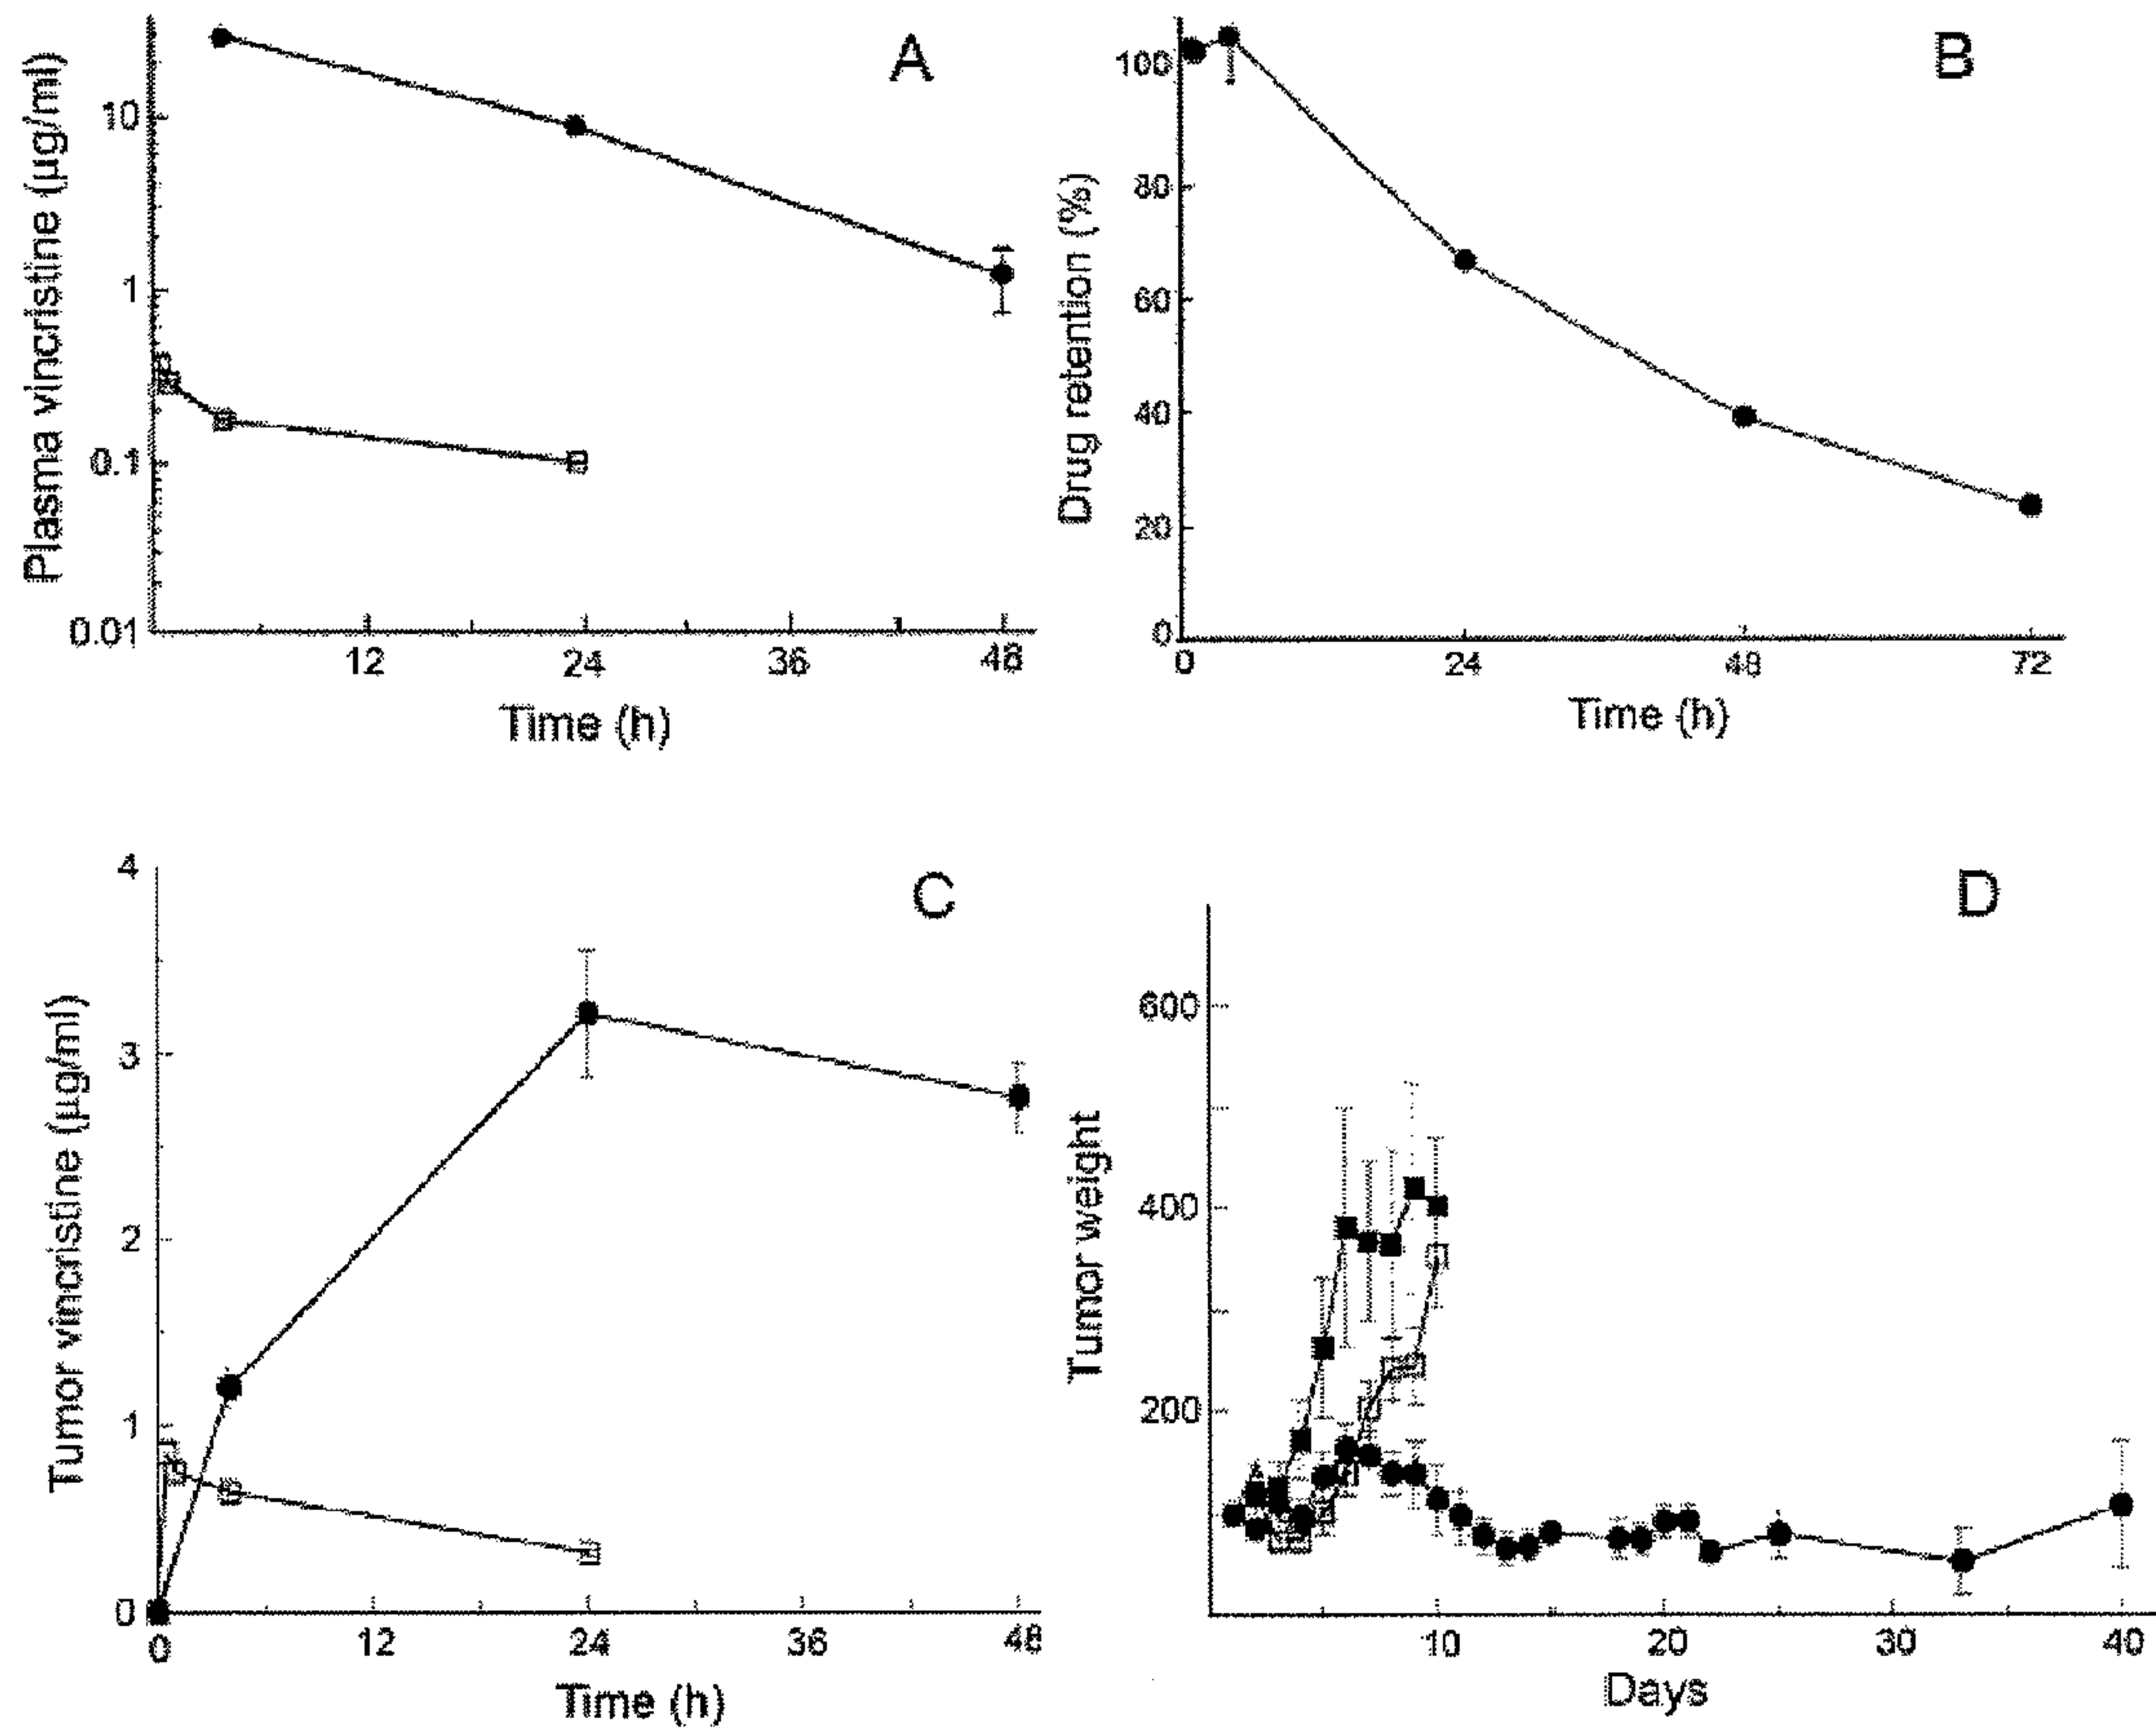 A
Plasma vincristine (µg/ml)
10
1
0.1
0.01
12 24 36 48
Time (h)
B
Drug retention (%)
100
80
60
40
20
0
0 24 48 72
Time (h)
C
Tumor vincristine (µg/ml)
4
3
2
1
0
0 12 24 36 48
Time (h)
D
Tumor weight
600
400
200
10 20 30 40
Days